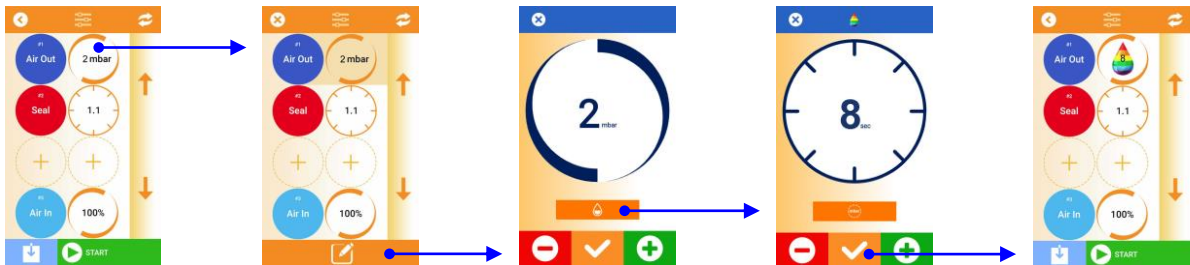 #1
Air Out
2 mbar
#2
Seal
1.1
#3
Air In
100%
START
#1
Air Out
2 mbar
#2
Seal
1.1
#3
Air In
100%
2 mbar
8 sec
#1
Air Out
8
#2
Seal
1.1
#3
Air In
100%
START